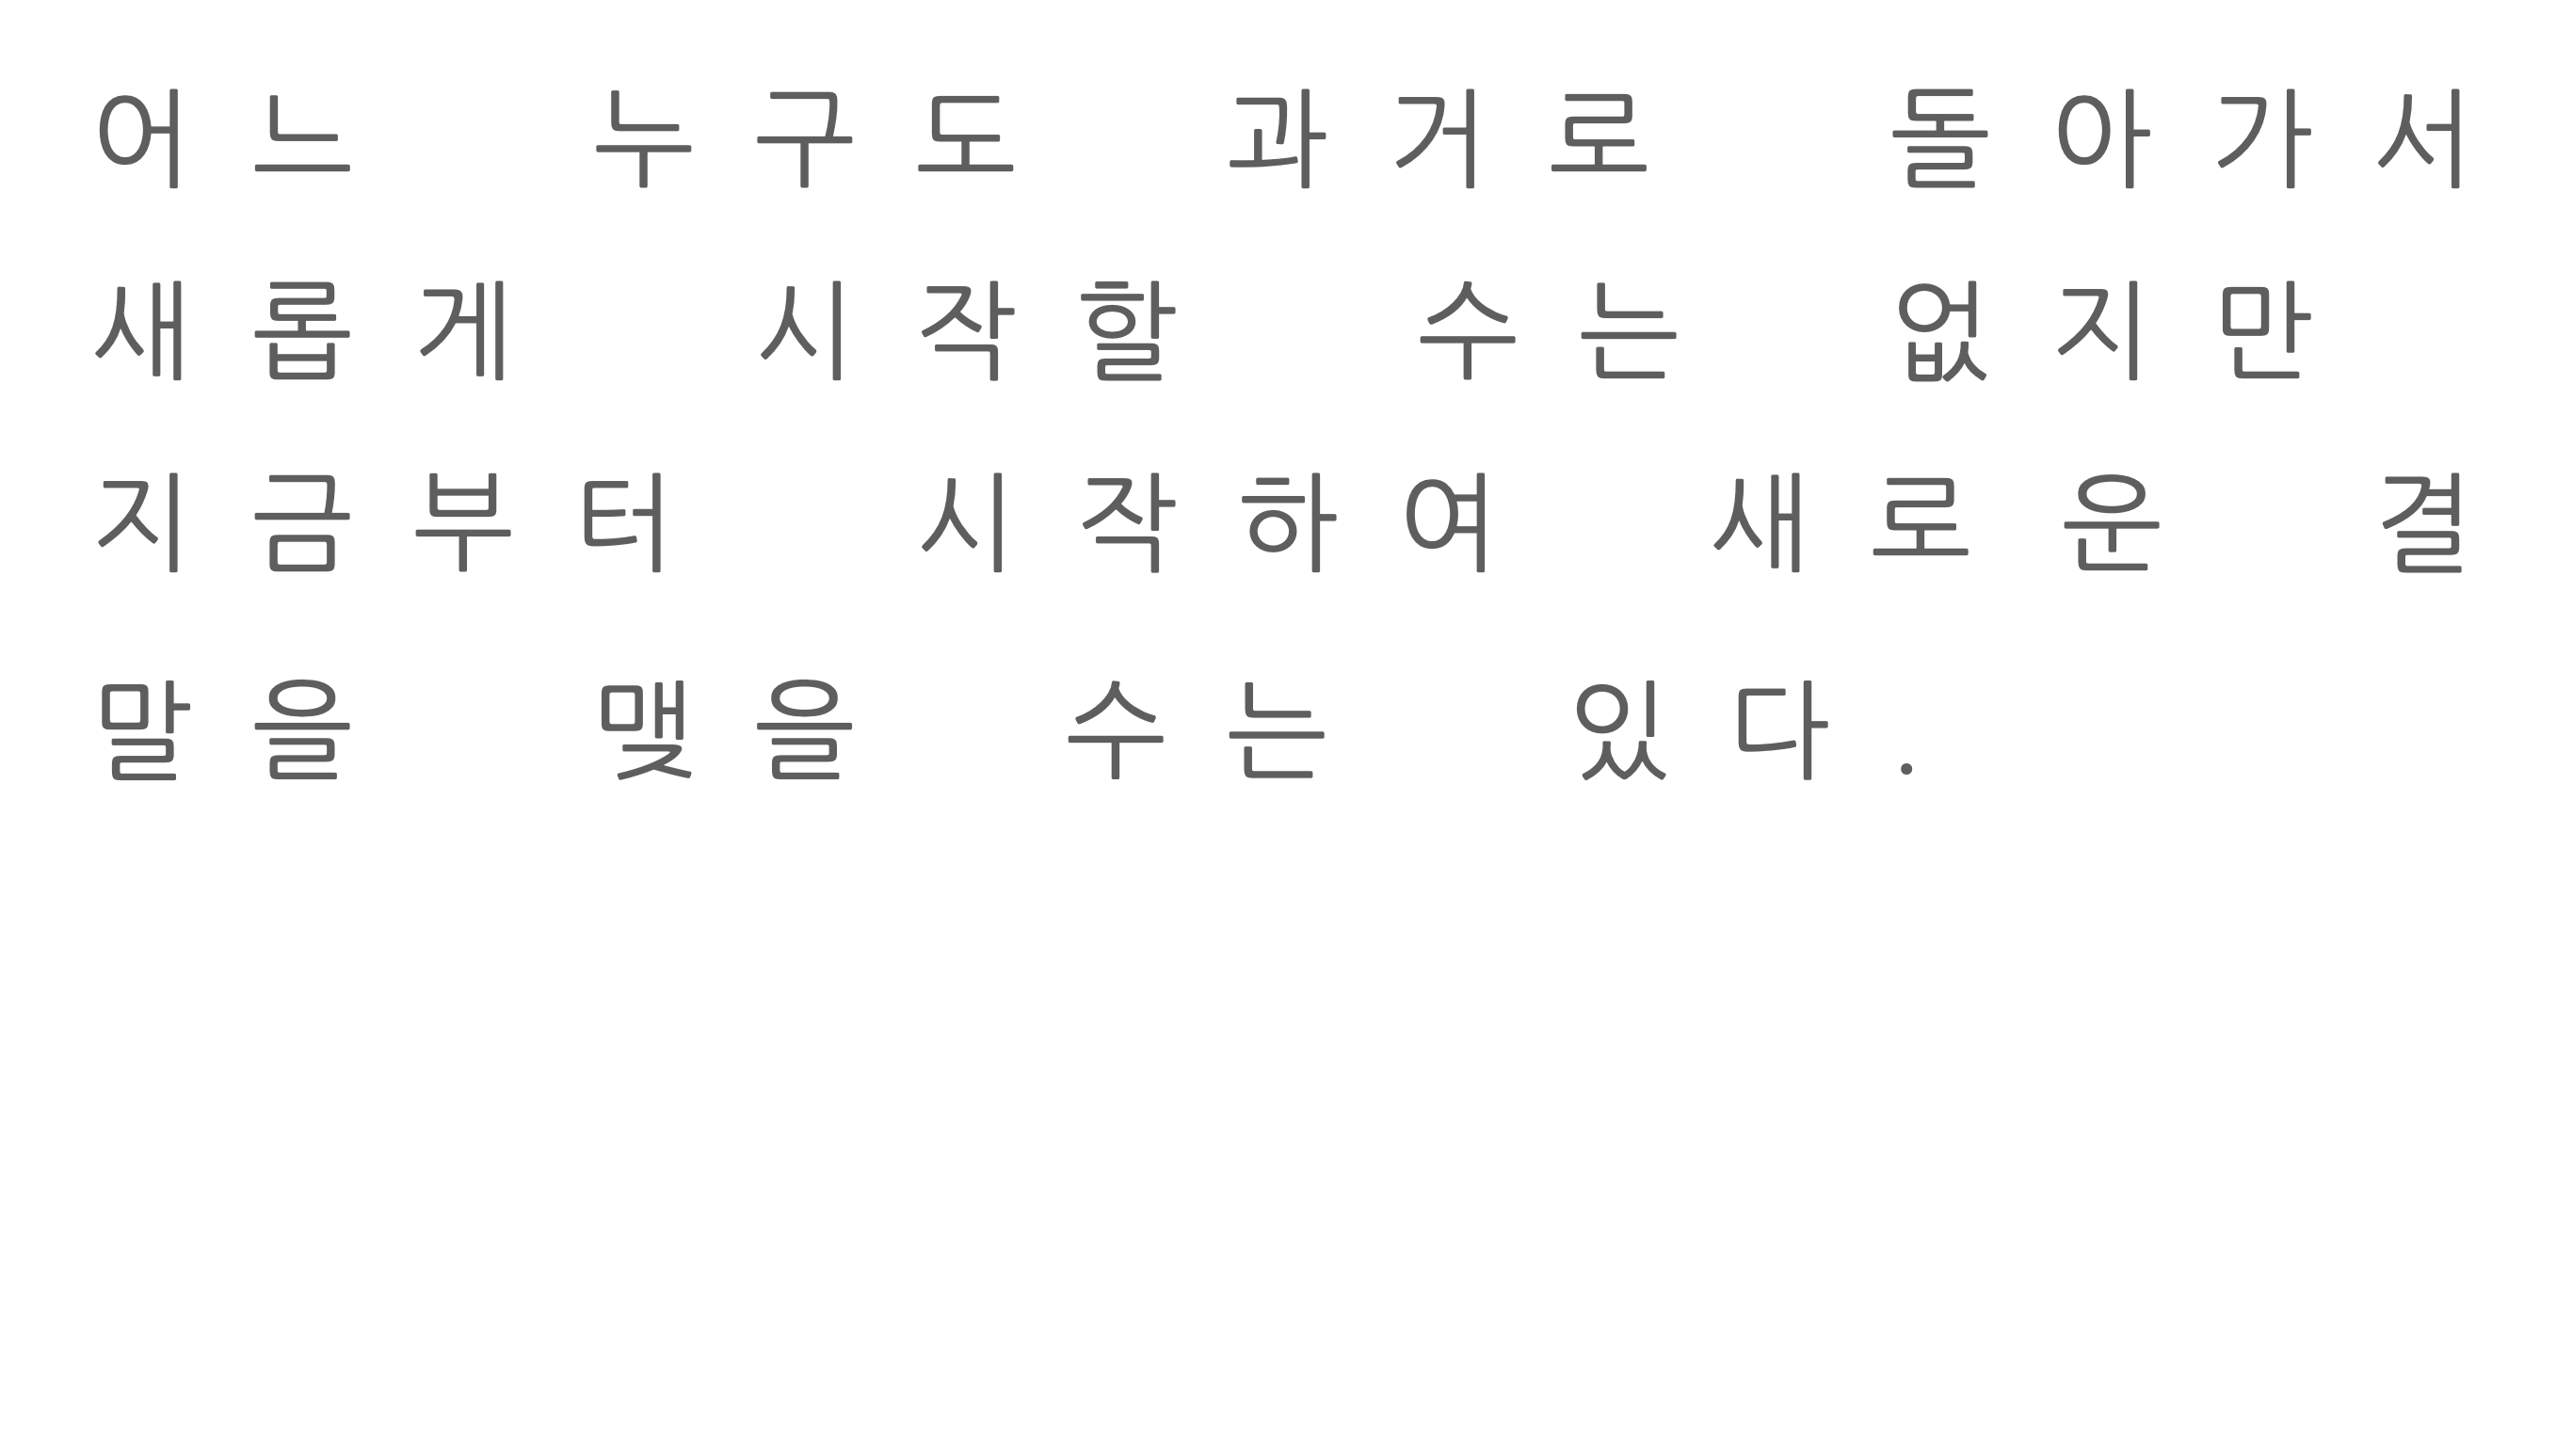 어느 누구도 과거로 돌아가서
새롭게 시작할 수는 없지만
지금부터 시작하여 새로운 결
말을 맺을 수는 있다.